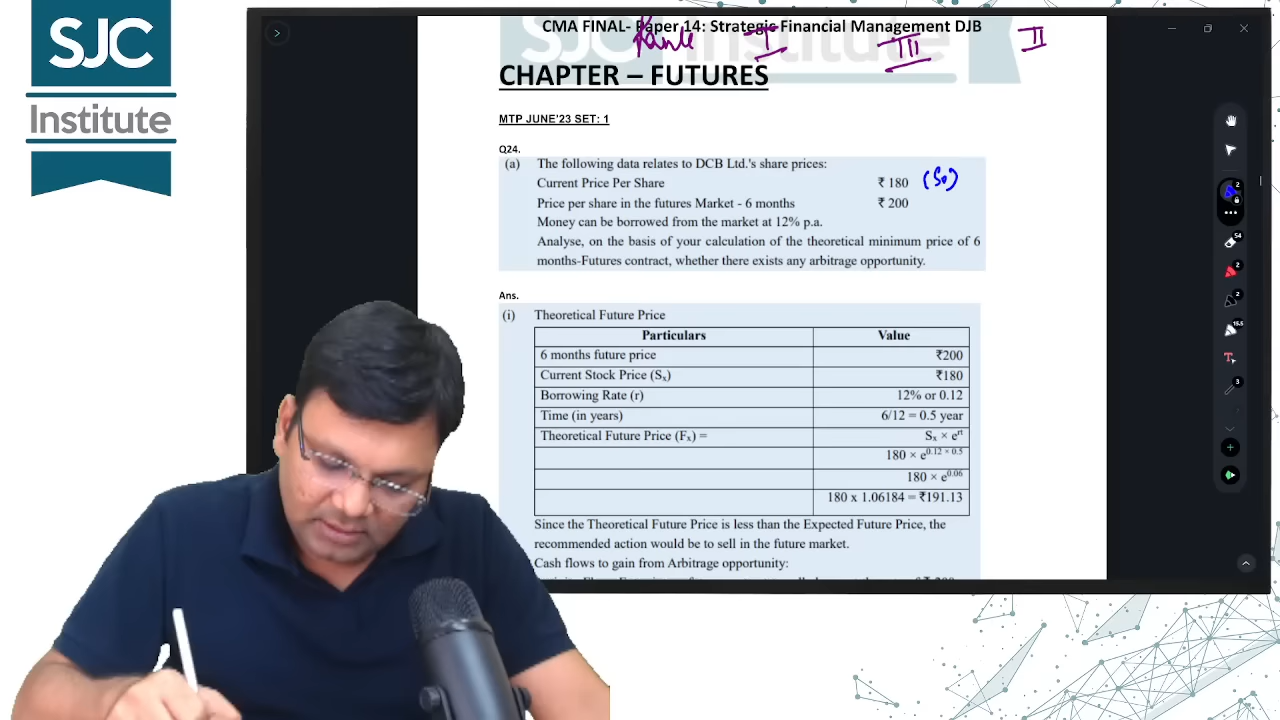 SJC
Institute
CMA FINAL- Paper 14: Strategic Financial Management DJB
I
III
II
CHAPTER – FUTURES
MTP JUNE'23 SET: 1
Q24.
(a) The following data relates to DCB Ltd.'s share prices:
Current Price Per Share ₹ 180 (S₀)
Price per share in the futures Market - 6 months ₹ 200
Money can be borrowed from the market at 12% p.a.
Analyse, on the basis of your calculation of the theoretical minimum price of 6
months-Futures contract, whether there exists any arbitrage opportunity.
Ans.
(i) Theoretical Future Price
Particulars Value
6 months future price ₹200
Current Stock Price (Sₓ) ₹180
Borrowing Rate (r) 12% or 0.12
Time (in years) 6/12 = 0.5 year
Theoretical Future Price (Fₓ) = Sₓ × e^rt
180 × e^0.12 × 0.5
180 × e^0.06
180 x 1.06184 = ₹191.13
Since the Theoretical Future Price is less than the Expected Future Price, the
recommended action would be to sell in the future market.
Cash flows to gain from Arbitrage opportunity: